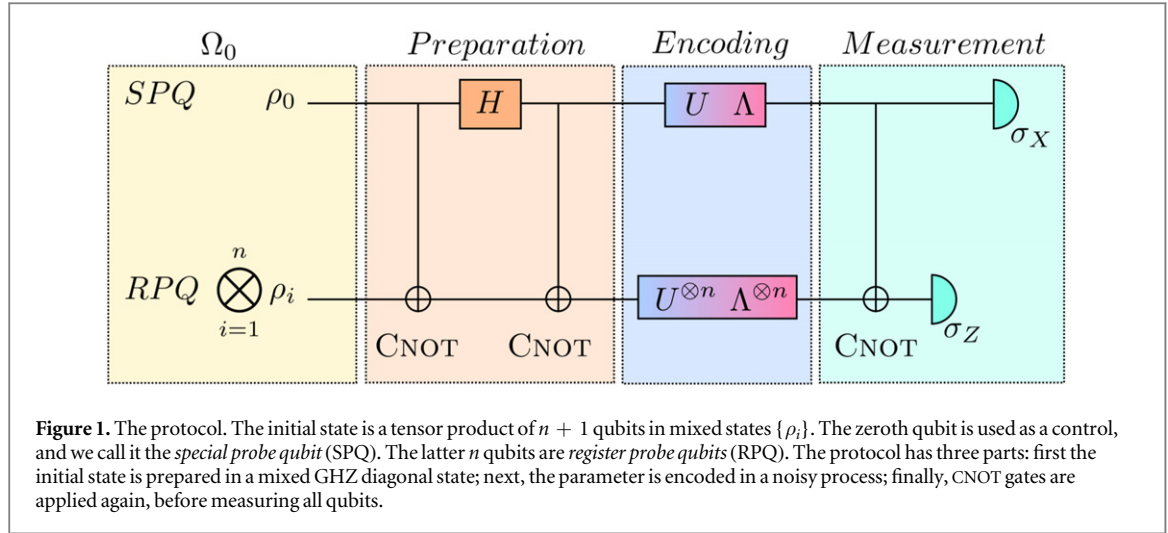 Ω₀ Preparation Encoding Measurement
SPQ ρ₀ H U Λ σ_X
n
RPQ ⊗ ρᵢ U^{⊗n} Λ^{⊗n} σ_Z
i=1
CNOT CNOT CNOT
Figure 1. The protocol. The initial state is a tensor product of n + 1 qubits in mixed states {ρᵢ}. The zeroth qubit is used as a control,
and we call it the special probe qubit (SPQ). The latter n qubits are register probe qubits (RPQ). The protocol has three parts: first the
initial state is prepared in a mixed GHZ diagonal state; next, the parameter is encoded in a noisy process; finally, CNOT gates are
applied again, before measuring all qubits.